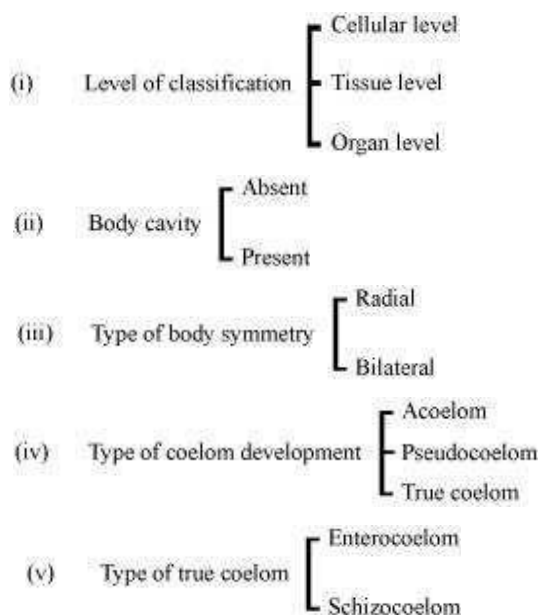 Cellular level
(i) Level of classification Tissue level
Organ level
Absent
(ii) Body cavity
Present
Radial
(iii) Type of body symmetry
Bilateral
Acoelom
(iv) Type of coelom development Pseudocoelom
True coelom
Enterocoelom
(v) Type of true coelom
Schizocoelom